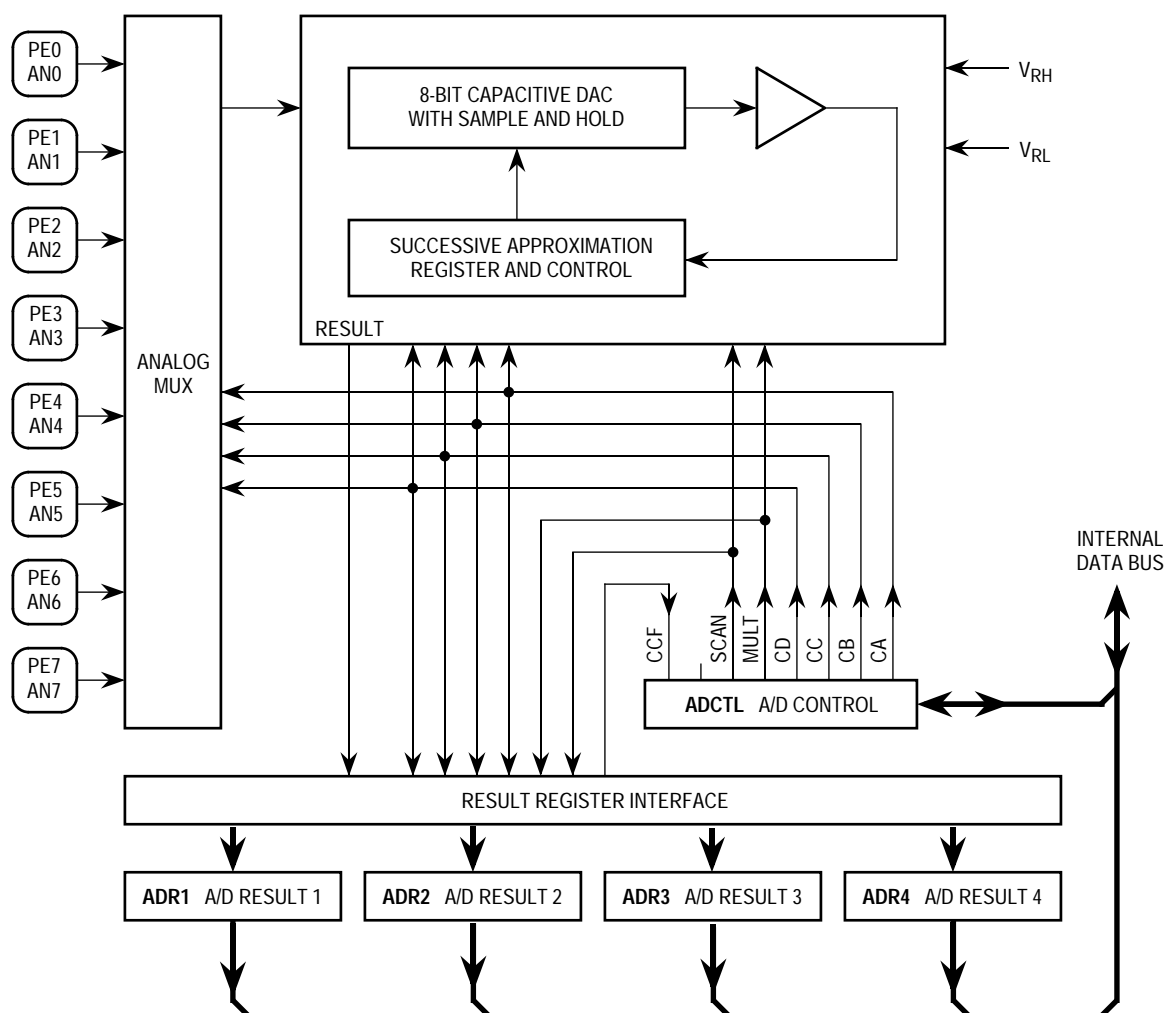 PE0
AN0
PE1
AN1
PE2
AN2
PE3
AN3
PE4
AN4
PE5
AN5
PE6
AN6
PE7
AN7
ANALOG
MUX
8-BIT CAPACITIVE DAC
WITH SAMPLE AND HOLD
SUCCESSIVE APPROXIMATION
REGISTER AND CONTROL
RESULT
VRH
VRL
INTERNAL
DATA BUS
CCF
SCAN
MULT
CD
CC
CB
CA
ADCTL A/D CONTROL
RESULT REGISTER INTERFACE
ADR1 A/D RESULT 1
ADR2 A/D RESULT 2
ADR3 A/D RESULT 3
ADR4 A/D RESULT 4